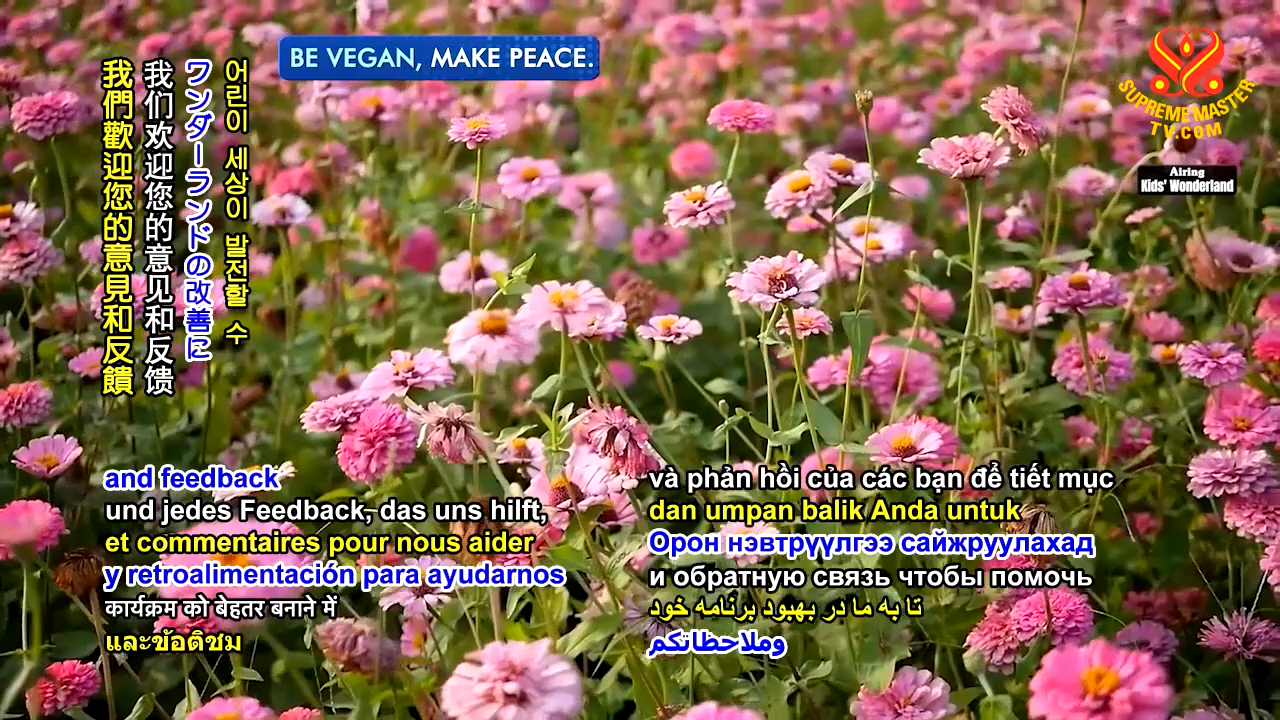 BE VEGAN, MAKE PEACE.
SUPREME MASTER
TV.COM
Airing
Kids' Wonderland
我們歡迎您的意見和反饋
我们欢迎您的意见和反馈
ワンダーランドの改善に
어린이 세상이 발전할 수
and feedback
und jedes Feedback, das uns hilft,
et commentaires pour nous aider
y retroalimentación para ayudarnos
कार्यक्रम को बेहतर बनाने में
และข้อติชม
và phản hồi của các bạn để tiết mục
dan umpan balik Anda untuk
Орон нэвтрүүлгээ сайжруулахад
и обратную связь чтобы помочь
تا به ما در بهبود برنامه خود
وملاحظاتكم